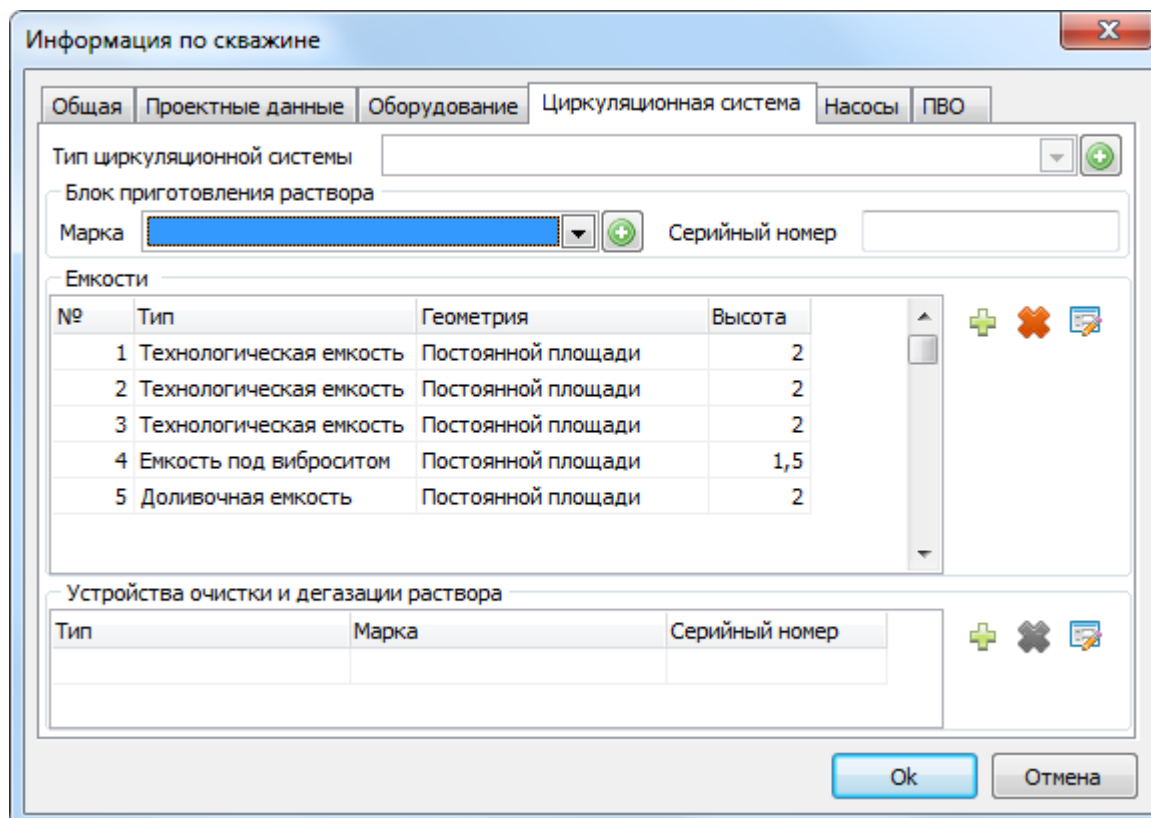 Информация по скважине
Общая Проектные данные Оборудование Циркуляционная система Насосы ПВО
Тип циркуляционной системы
Блок приготовления раствора
Марка Серийный номер
Емкости
№ Тип Геометрия Высота
1 Технологическая емкость Постоянной площади 2
2 Технологическая емкость Постоянной площади 2
3 Технологическая емкость Постоянной площади 2
4 Емкость под вибрoситом Постоянной площади 1,5
5 Доливочная емкость Постоянной площади 2
Устройства очистки и дегазации раствора
Тип Марка Серийный номер
Ok Отмена